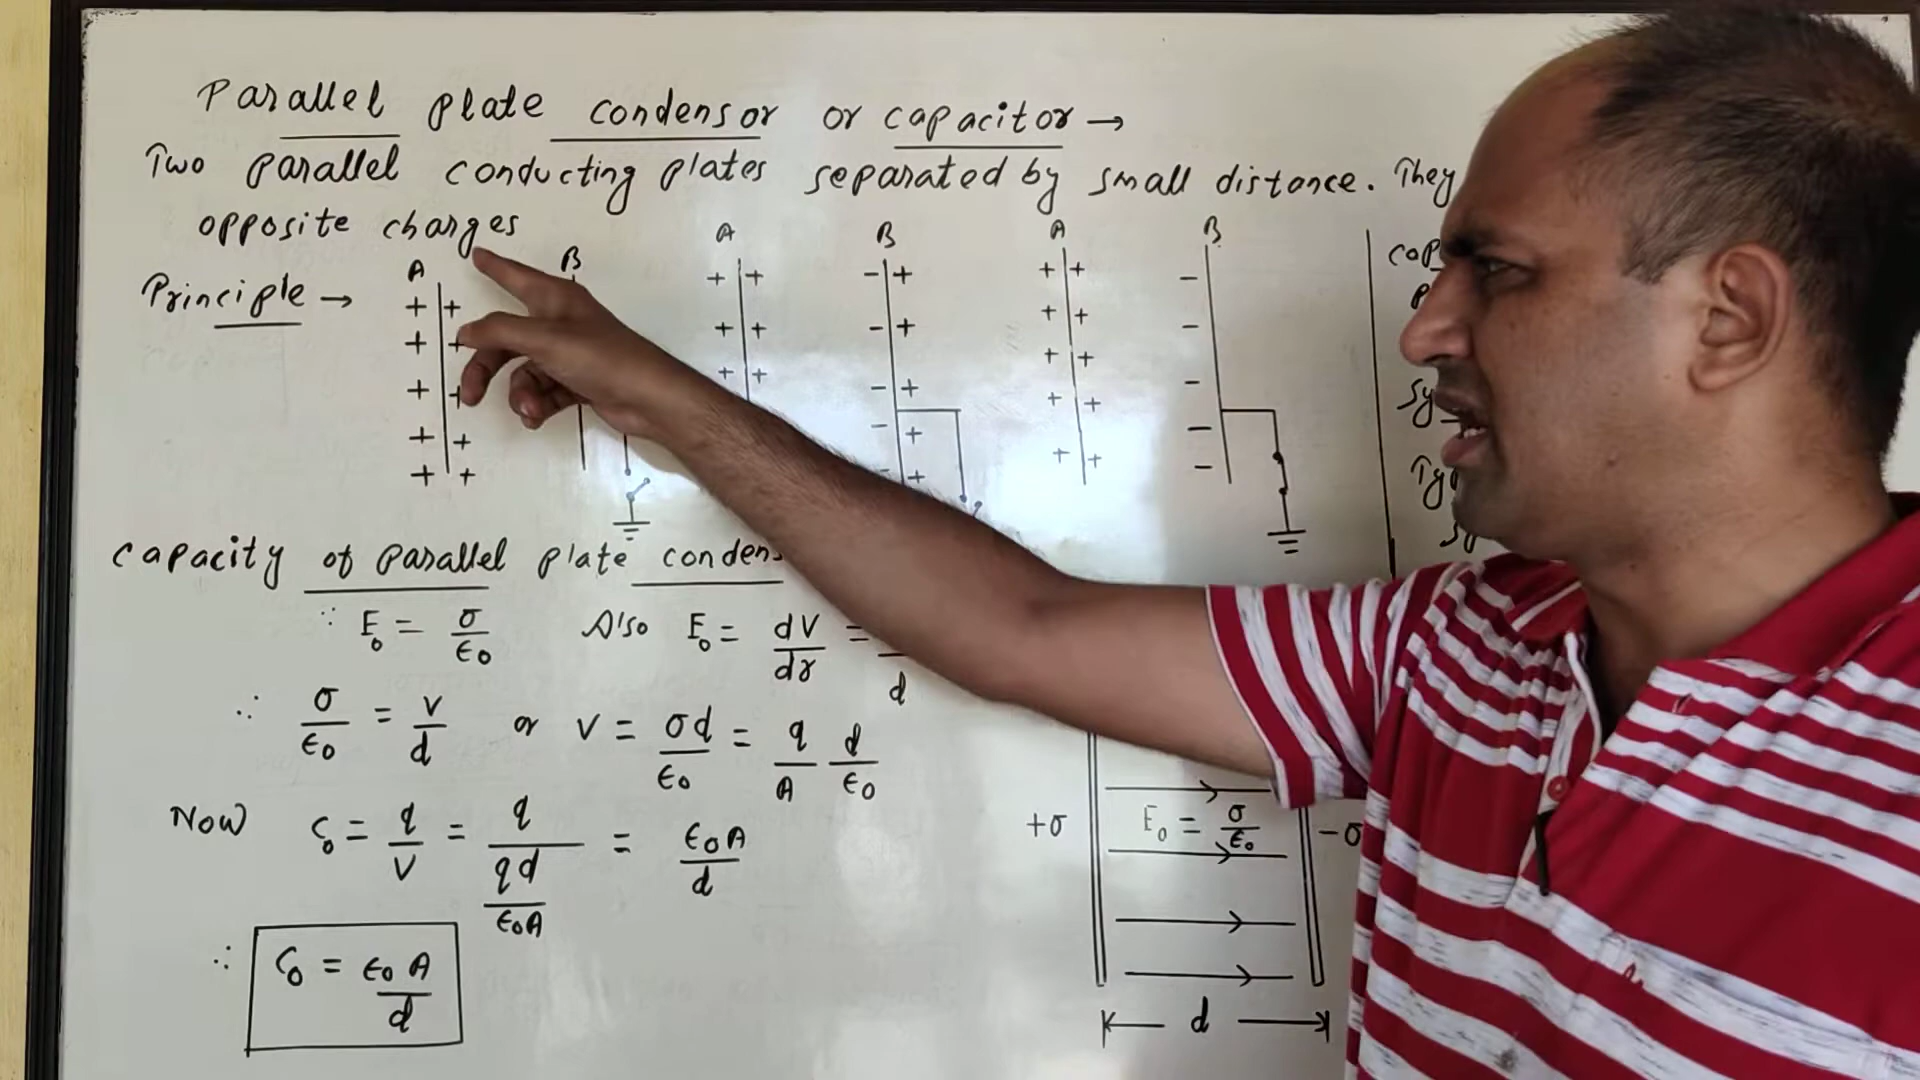 Parallel plate condensor or capacitor →
Two parallel conducting plates separated by small distance. They
opposite charges
Principle →
A B A B A B
+ + + + - + + + -
+ + + + - + + + -
+ + + + - + + + -
+ + - + + + -
+ + + + + -
capacity of parallel plate
∵ E₀ = σ/ϵ₀ Also E₀ = dV/dr = /d
∴ σ/ϵ₀ = V/d or V = σd/ϵ₀ = q/A d/ϵ₀
Now C₀ = q/V = q/(qd/ϵ₀A) = ϵ₀A/d
∴ C₀ = ϵ₀A/d
+σ E₀ = σ/ϵ₀ -σ
d